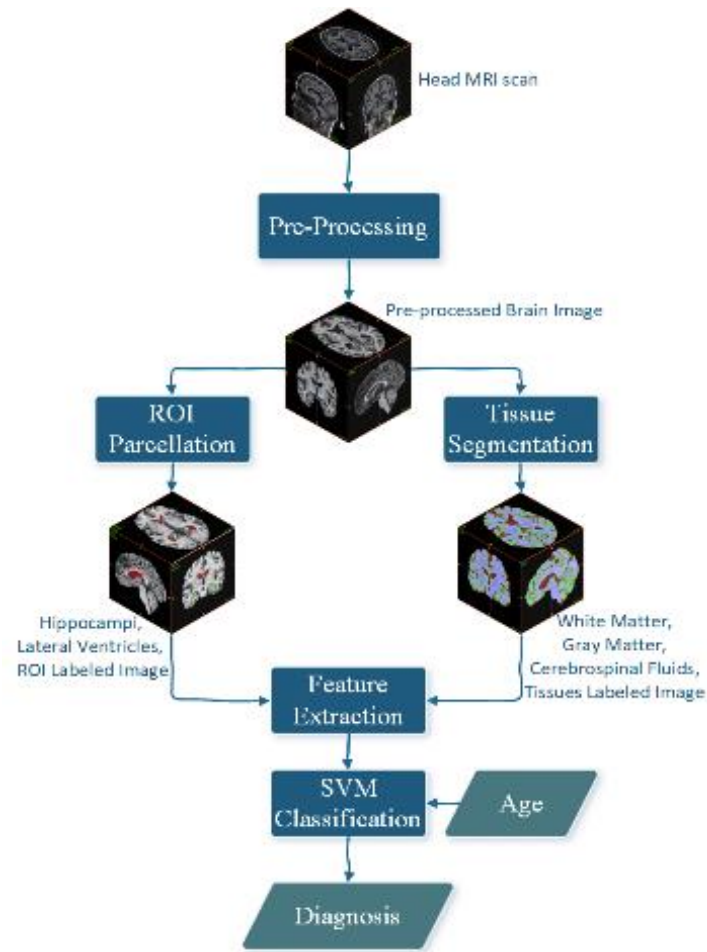 Head MRI scan
Pre-Processing
Pre-processed Brain Image
ROI
Parcellation
Tissue
Segmentation
Hippocampi,
Lateral Ventricles,
ROI Labeled Image
White Matter,
Gray Matter,
Cerebrospinal Fluids,
Tissues Labeled Image
Feature
Extraction
SVM
Classification
Age
Diagnosis